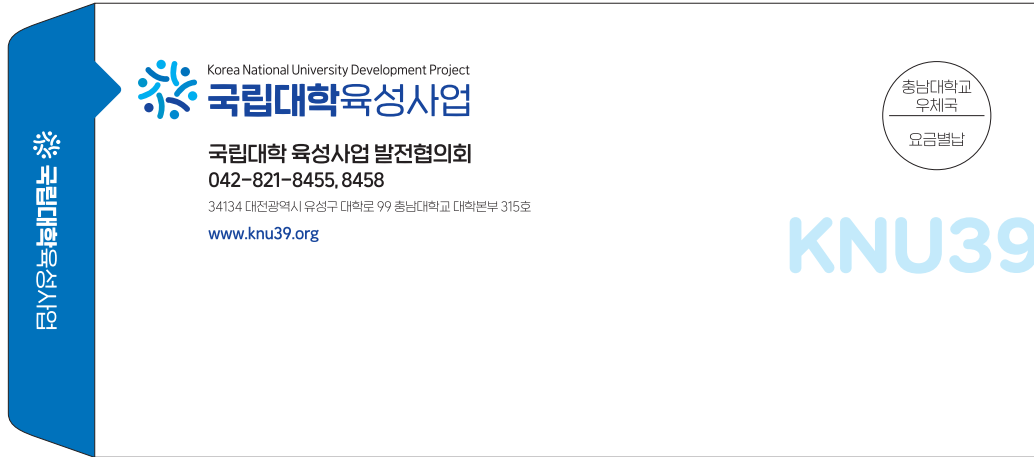 국립대학육성사업
Korea National University Development Project
국립대학육성사업
국립대학 육성사업 발전협의회
042-821-8455, 8458
34134 대전광역시 유성구 대학로 99 충남대학교 대학본부 315호
www.knu39.org
충남대학교
우체국
요금별납
KNU39